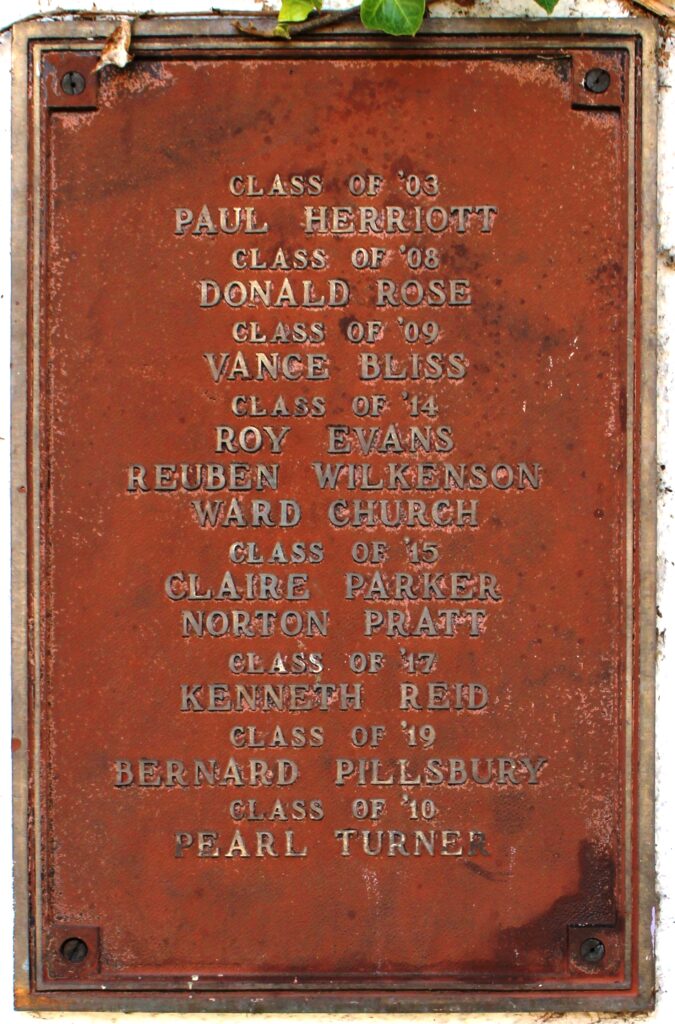 CLASS OF '03
PAUL HERRIOTT
CLASS OF '08
DONALD ROSE
CLASS OF '09
VANCE BLISS
CLASS OF '14
ROY EVANS
REUBEN WILKENSON
WARD CHURCH
CLASS OF '15
CLAIRE PARKER
NORTON PRATT
CLASS OF '17
KENNETH REID
CLASS OF '19
BERNARD PILLSBURY
CLASS OF '10
PEARL TURNER